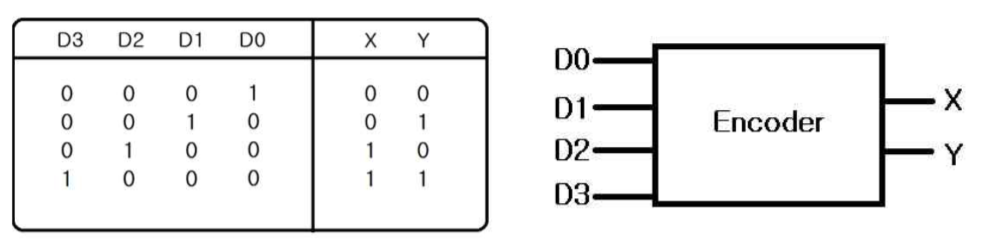 D3 D2 D1 D0 X Y
0 0 0 1 0 0
0 0 1 0 0 1
0 1 0 0 1 0
1 0 0 0 1 1
D0
D1
D2
D3
Encoder
X
Y